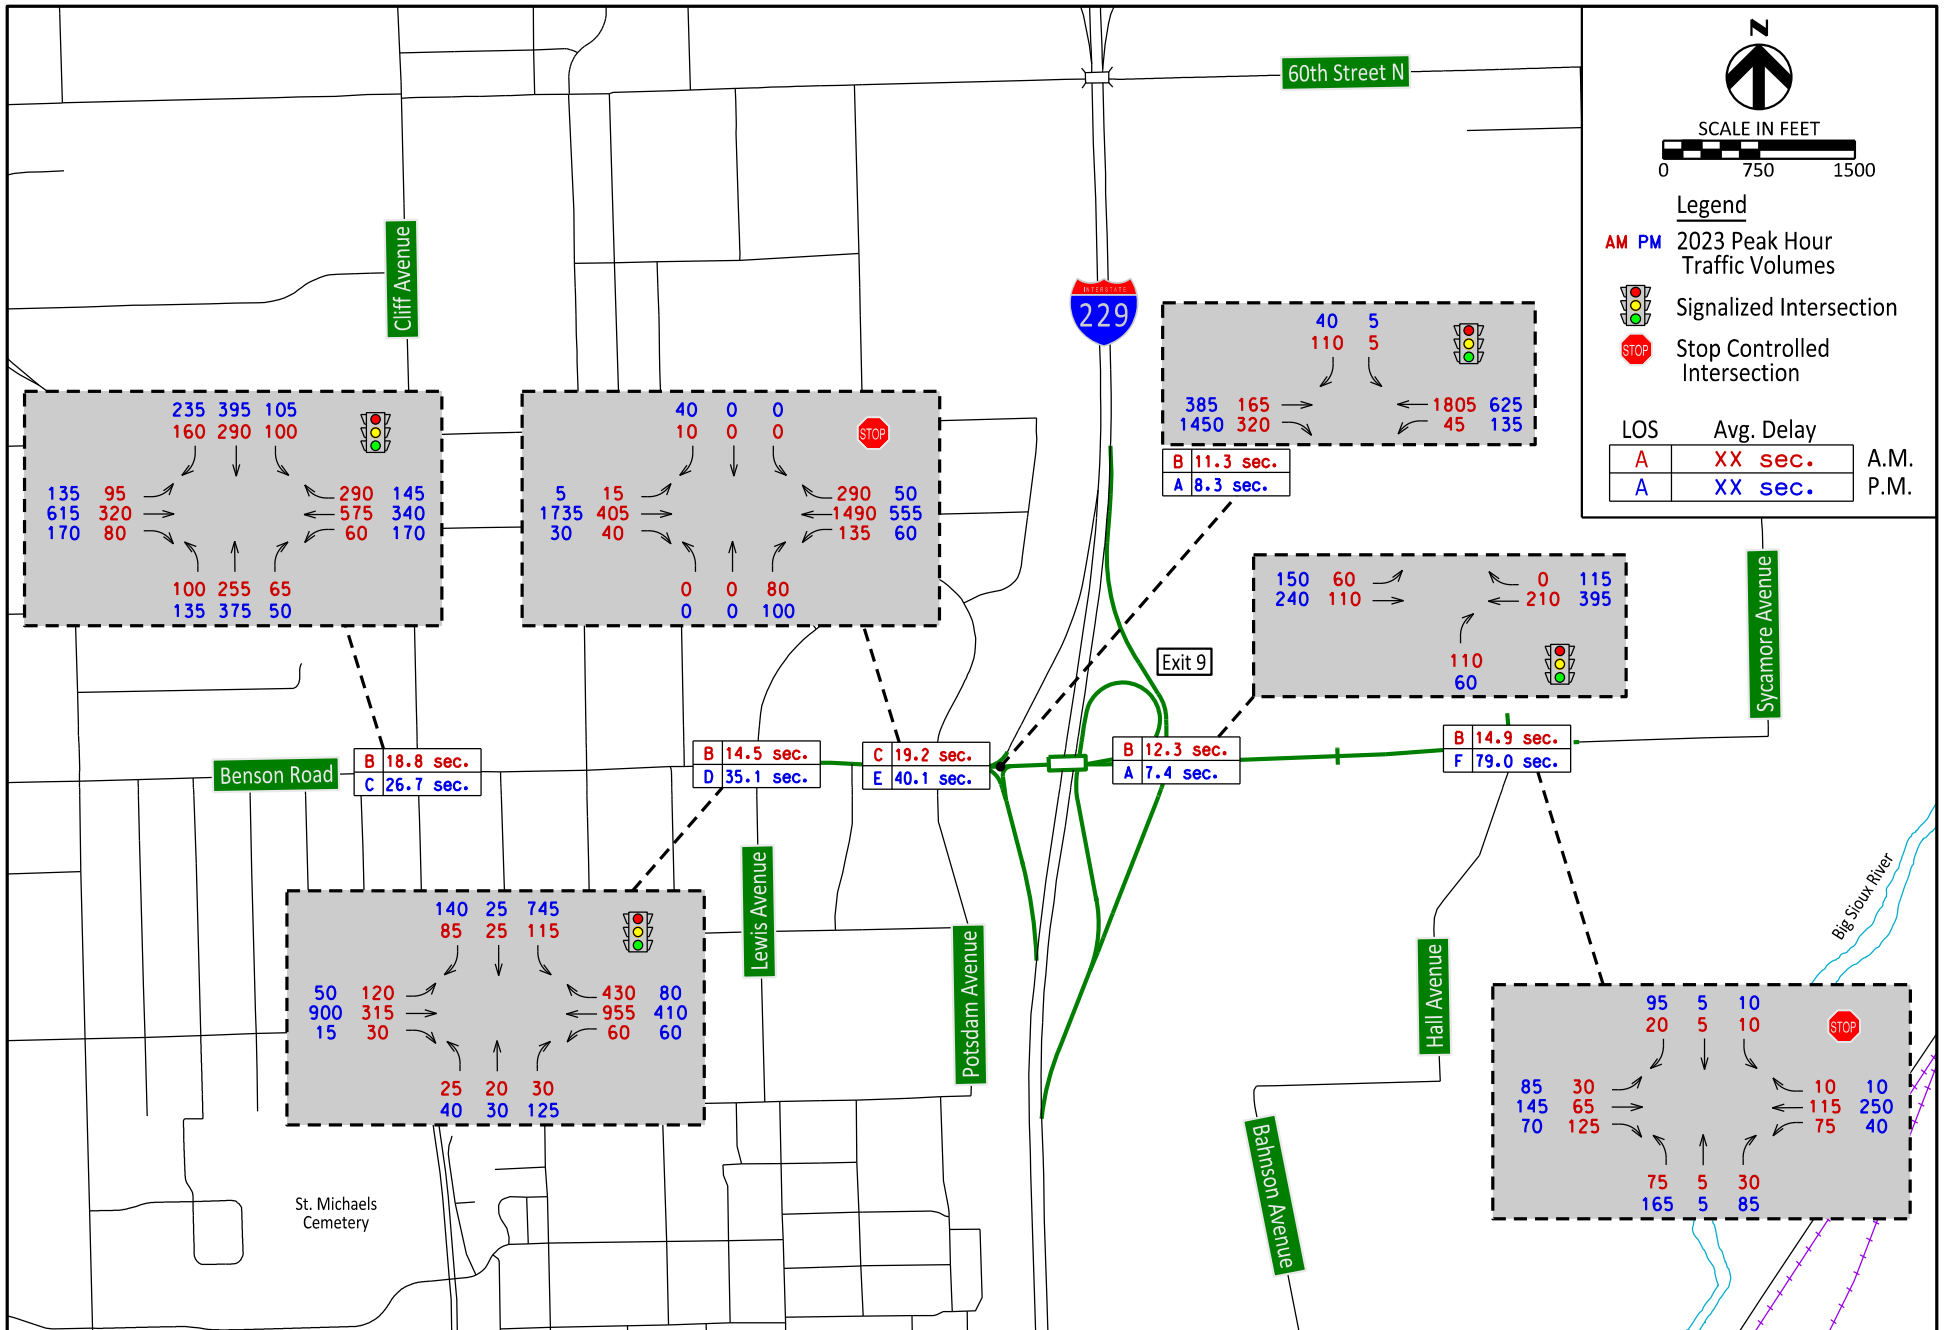 60th Street N
N
SCALE IN FEET
0 750 1500
Legend
AM PM 2023 Peak Hour
Traffic Volumes
Signalized Intersection
STOP Stop Controlled
Intersection
LOS Avg. Delay
A XX sec. A.M.
A XX sec. P.M.
Cliff Avenue
INTERSTATE
229
40 5
110 5
385 165 1805 625
1450 320 45 135
B 11.3 sec.
A 8.3 sec.
235 395 105
160 290 100
135 95 290 145
615 320 575 340
170 80 60 170
100 255 65
135 375 50
40 0 0
10 0 0
STOP
5 15 290 50
1735 405 1490 555
30 40 135 60
0 0 80
0 0 100
150 60 0 115
240 110 210 395
110
60
Exit 9
Sycamore Avenue
Benson Road
B 18.8 sec.
C 26.7 sec.
B 14.5 sec.
D 35.1 sec.
C 19.2 sec.
E 40.1 sec.
B 12.3 sec.
A 7.4 sec.
B 14.9 sec.
F 79.0 sec.
Lewis Avenue
Potsdam Avenue
Hall Avenue
Big Sioux River
140 25 745
85 25 115
50 120 430 80
900 315 955 410
15 30 60 60
25 20 30
40 30 125
95 5 10
20 5 10
STOP
85 30 10 10
145 65 115 250
70 125 75 40
75 5 30
165 5 85
Bahnson Avenue
St. Michaels
Cemetery